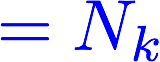 = N_k